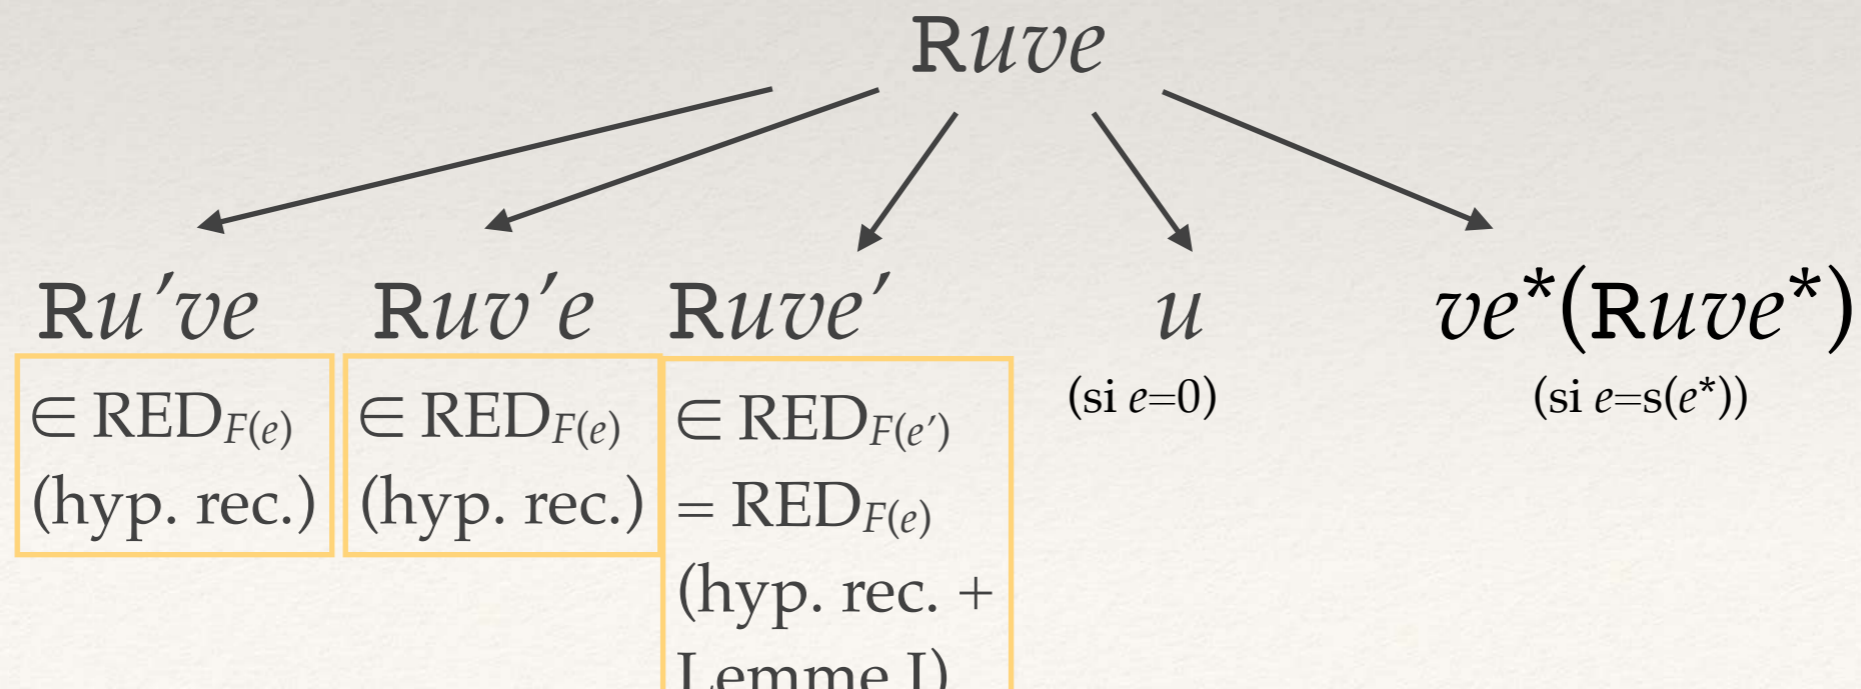 Ruve
Ru′ve Ruv′e Ruve′ u ve*(Ruve*)
(si e=0) (si e=s(e*))
∈ RED_F(e) ∈ RED_F(e) ∈ RED_F(e′)
(hyp. rec.) (hyp. rec.) = RED_F(e)
(hyp. rec. +
Lemme I)